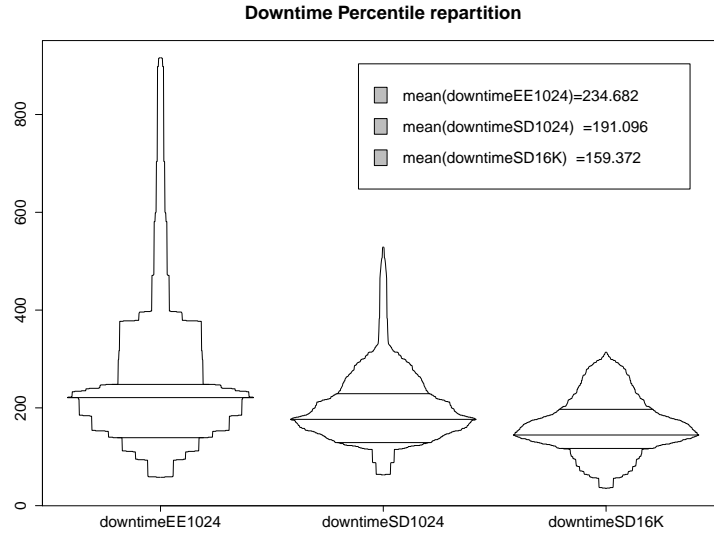 Downtime Percentile repartition
mean(downtimeEE1024)=234.682
mean(downtimeSD1024) =191.096
mean(downtimeSD16K) =159.372
800
600
400
200
0
downtimeEE1024
downtimeSD1024
downtimeSD16K